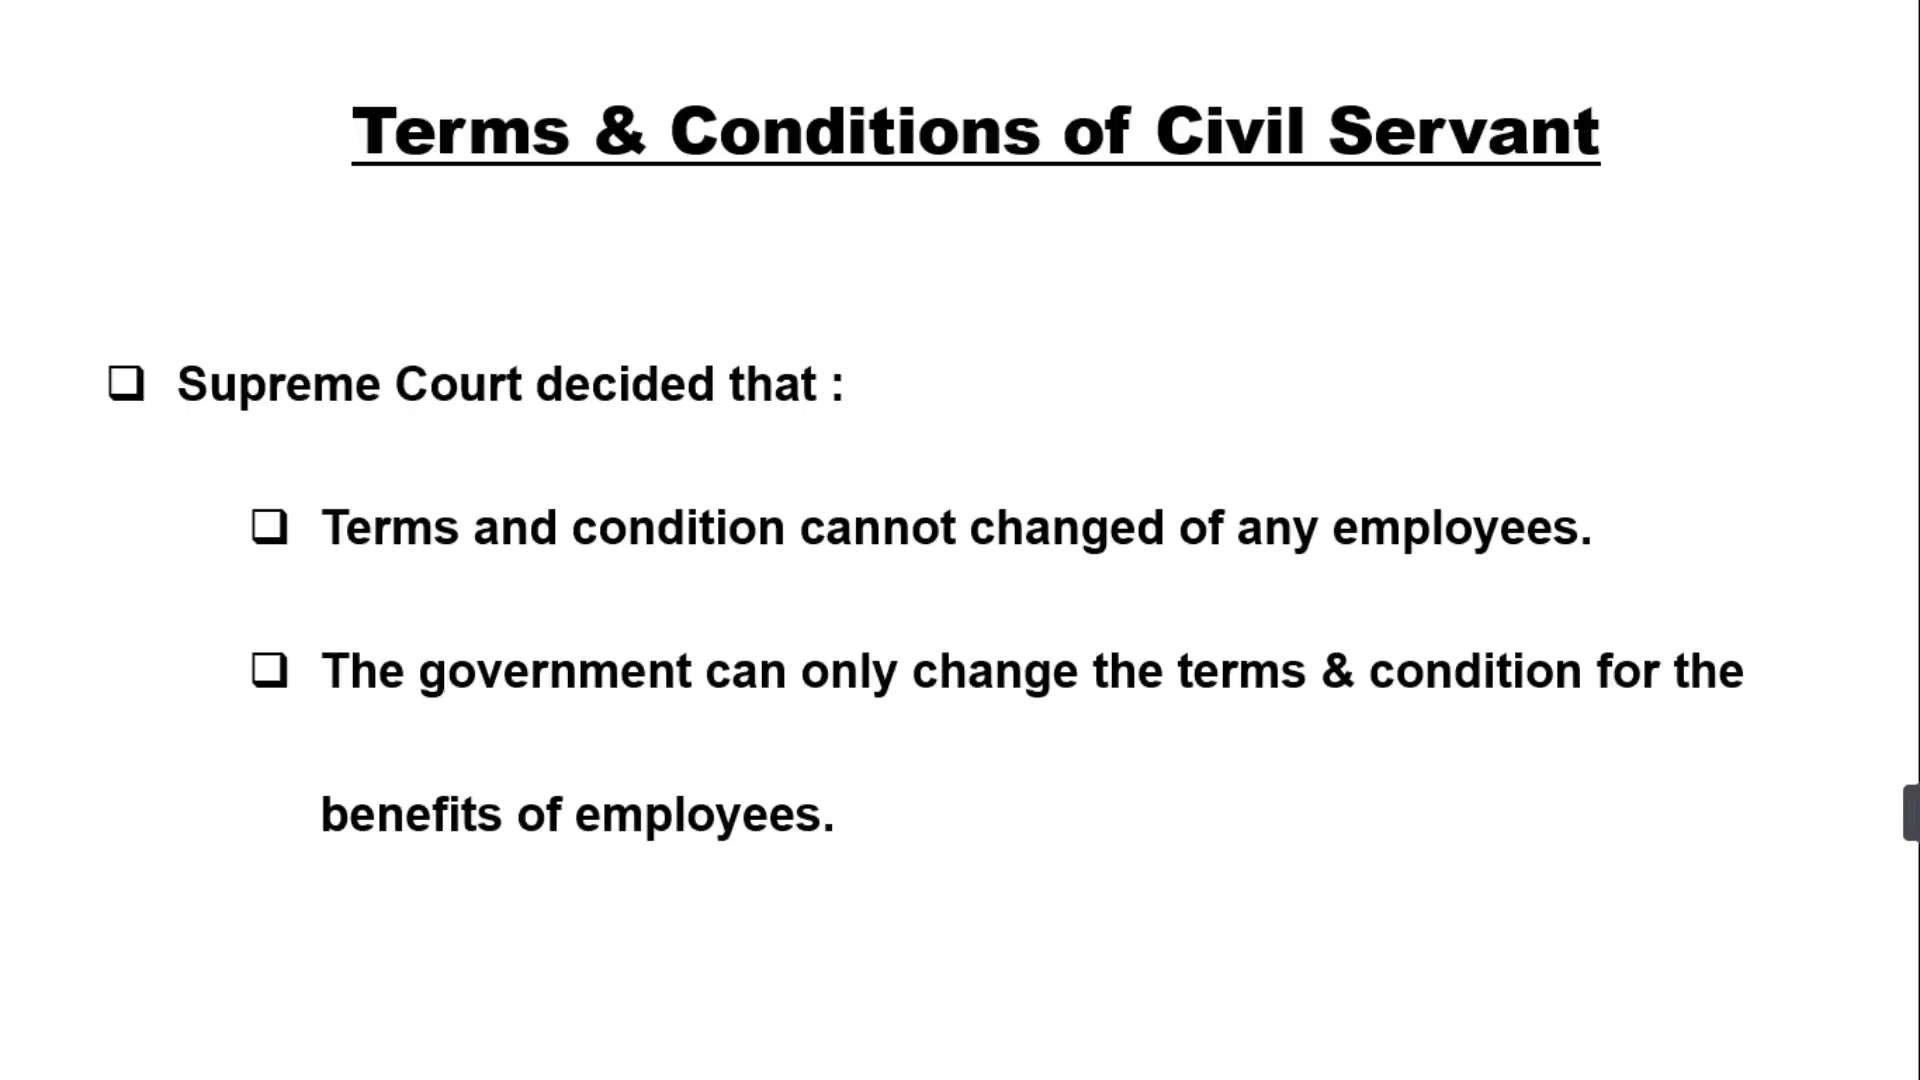 Terms & Conditions of Civil Servant
❑ Supreme Court decided that :
❑ Terms and condition cannot changed of any employees.
❑ The government can only change the terms & condition for the
benefits of employees.